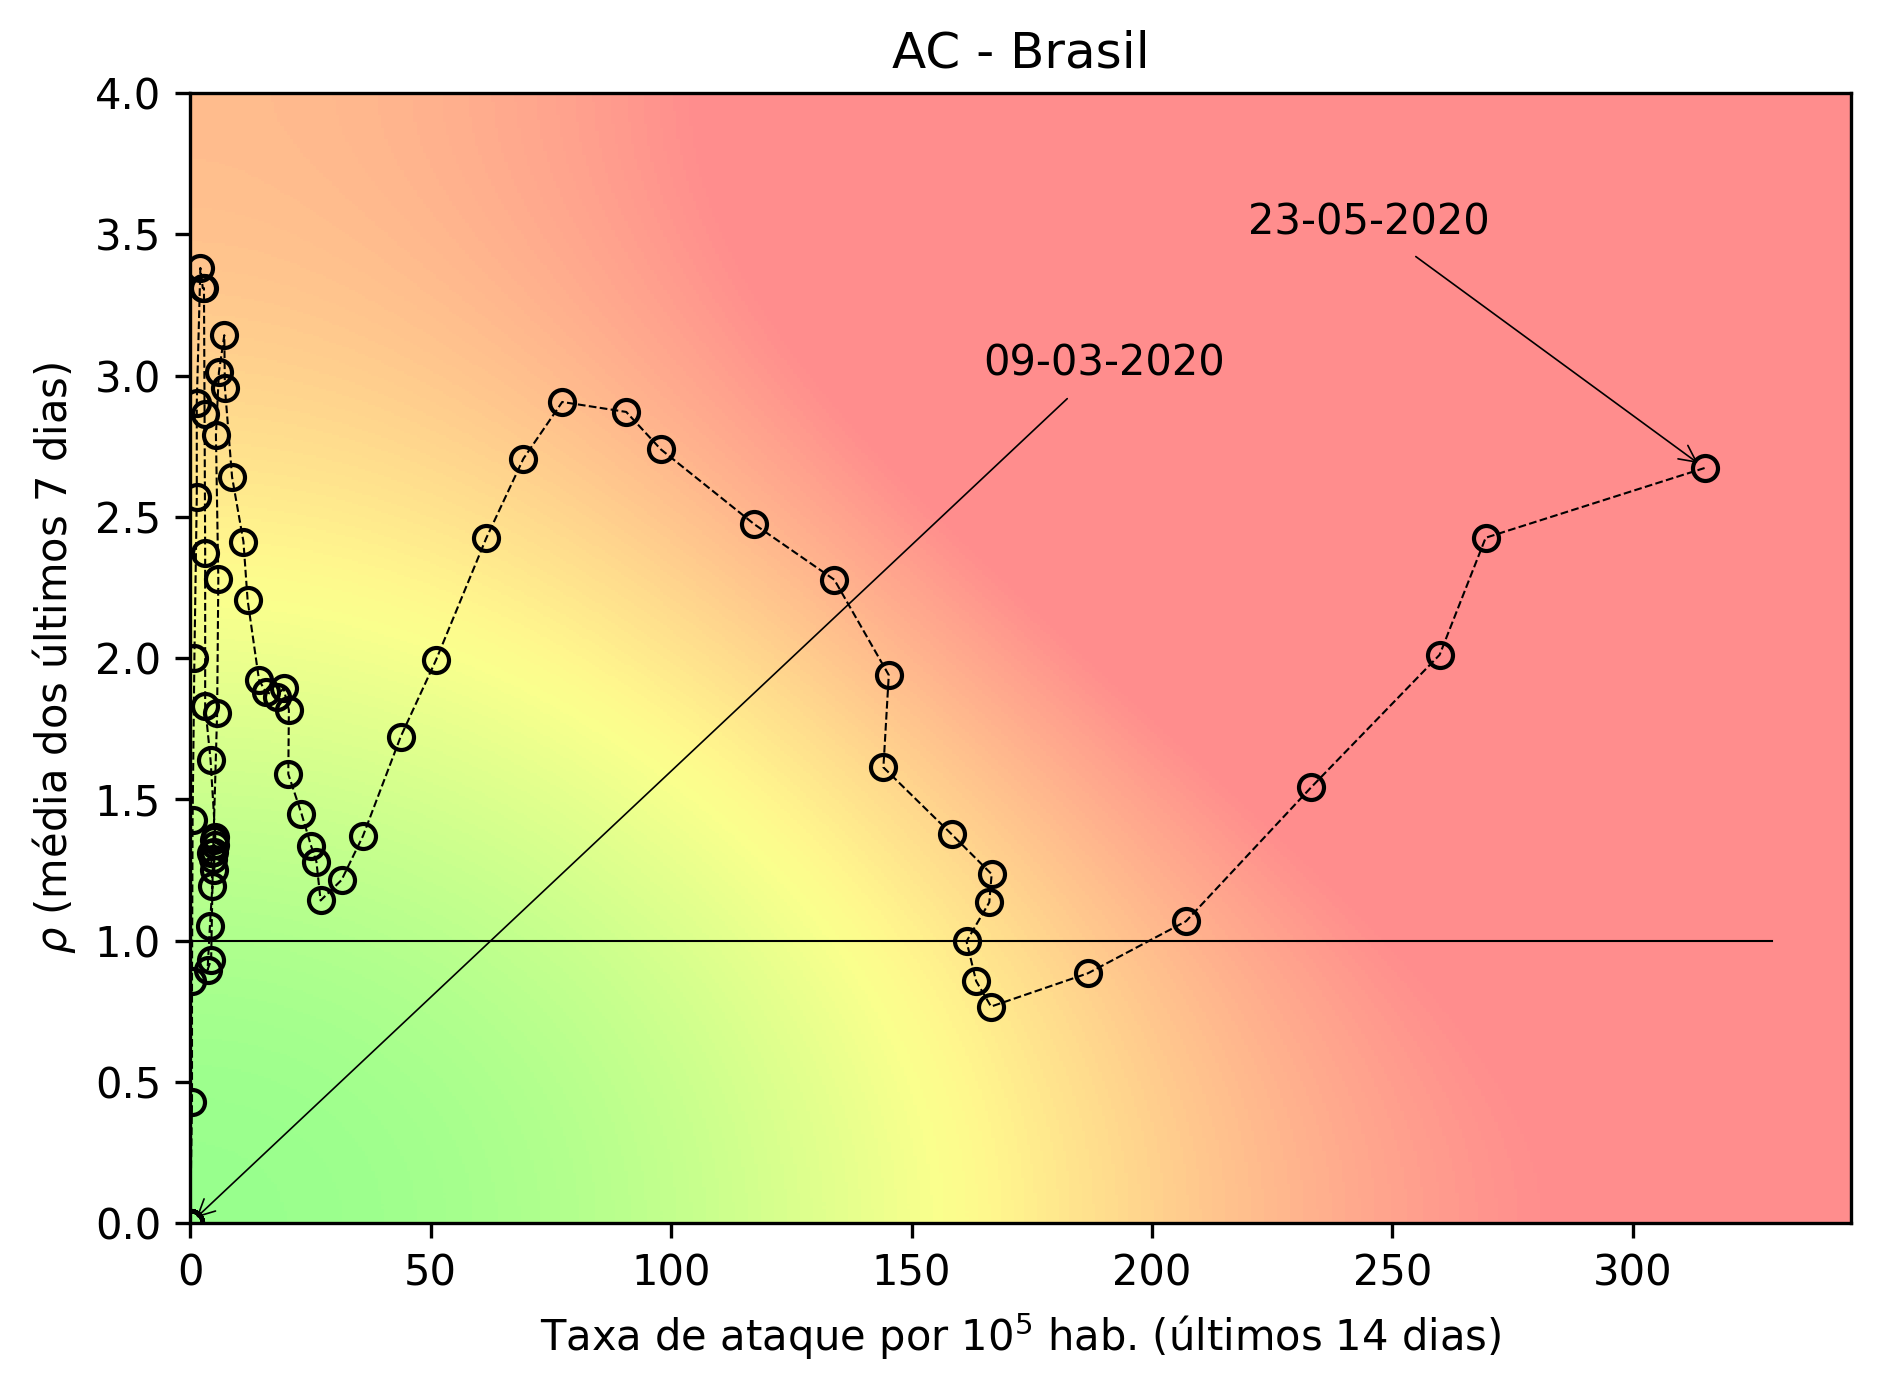 AC - Brasil
4.0
3.5
3.0
2.5
2.0
1.5
1.0
0.5
0.0
ρ (média dos últimos 7 dias)
23-05-2020
09-03-2020
0 50 100 150 200 250 300
Taxa de ataque por 10⁵ hab. (últimos 14 dias)